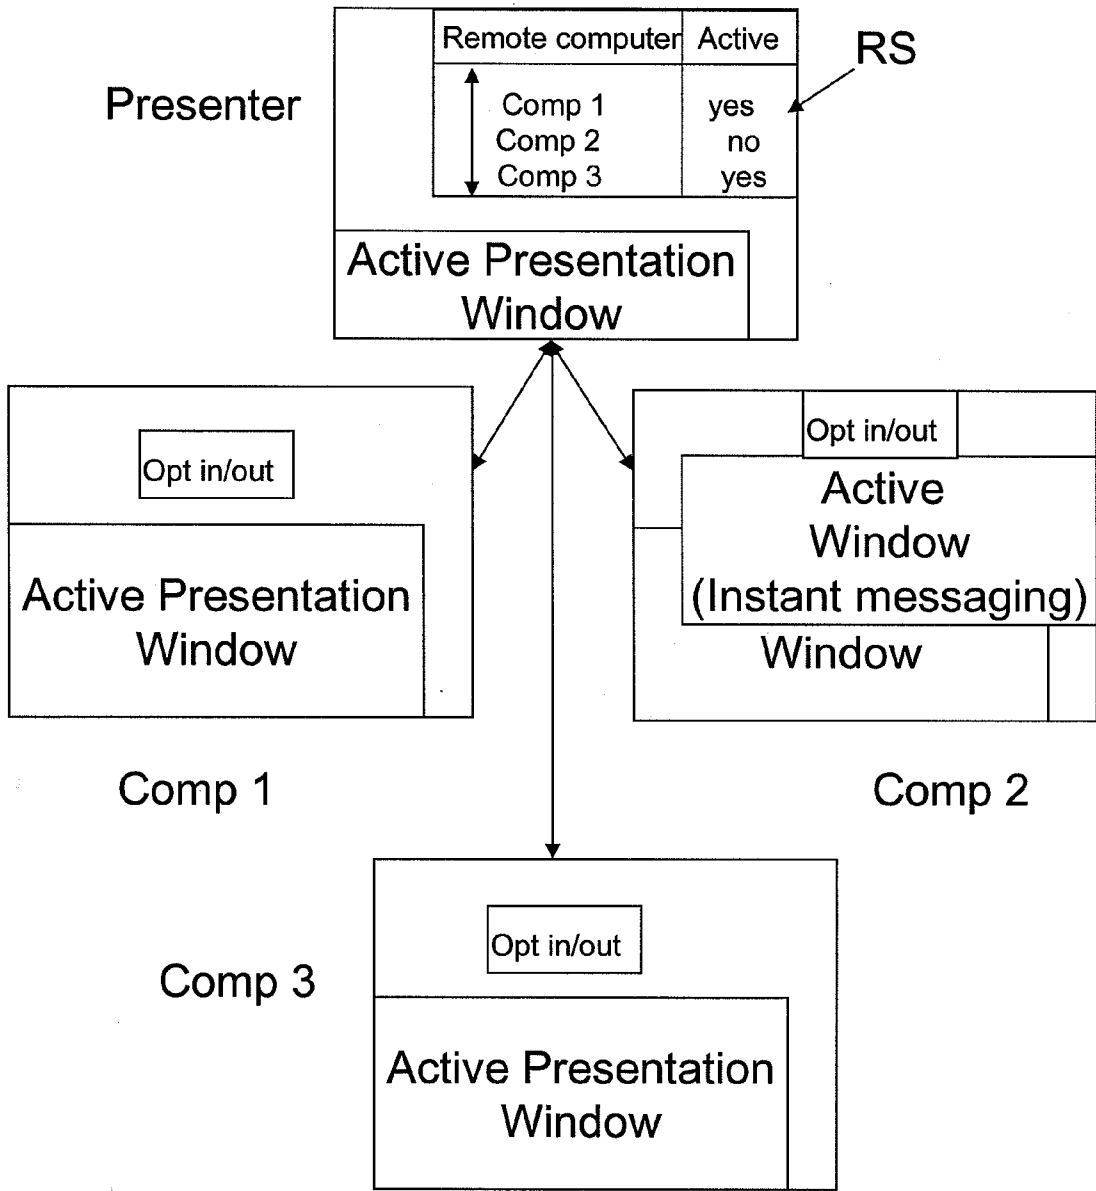 Remote computer Active
RS
Presenter
Comp 1 yes
Comp 2 no
Comp 3 yes
Active Presentation
Window
Opt in/out
Active Presentation
Window
Comp 1
Opt in/out
Active
Window
(Instant messaging)
Window
Comp 2
Comp 3
Opt in/out
Active Presentation
Window